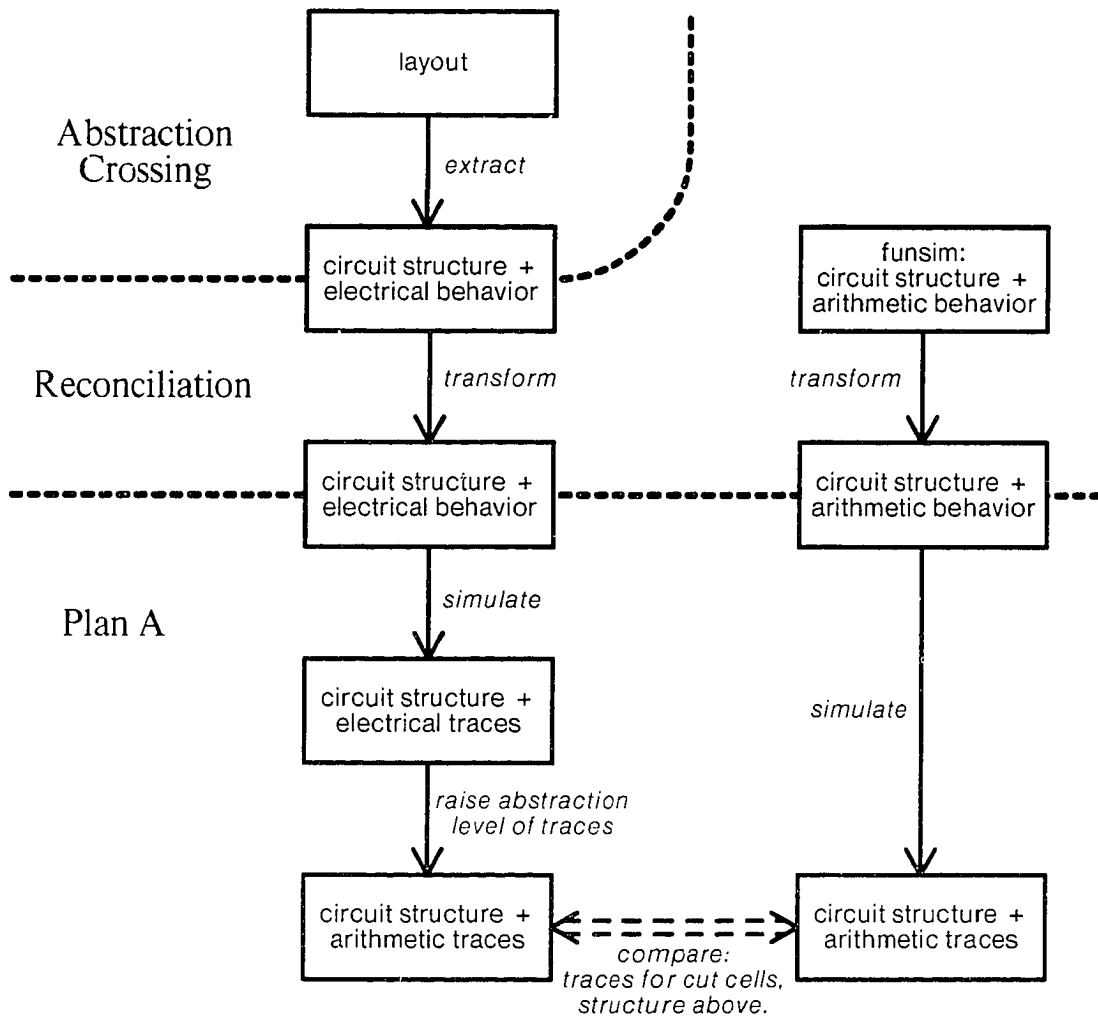 layout
Abstraction
Crossing
extract
circuit structure +
electrical behavior
funsim:
circuit structure +
arithmetic behavior
Reconciliation
transform
transform
circuit structure +
electrical behavior
circuit structure +
arithmetic behavior
Plan A
simulate
circuit structure +
electrical traces
simulate
raise abstraction
level of traces
circuit structure +
arithmetic traces
circuit structure +
arithmetic traces
compare:
traces for cut cells,
structure above.